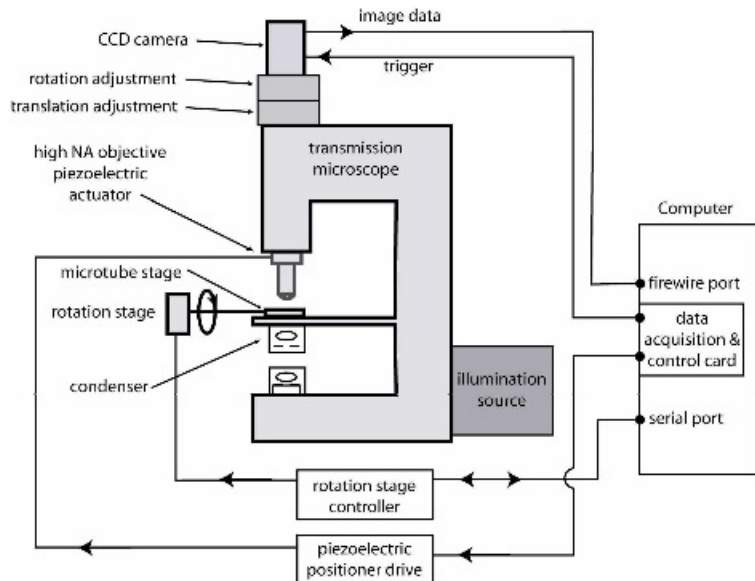 image data
CCD camera
trigger
rotation adjustment
translation adjustment
high NA objective
piezoelectric
actuator
transmission
microscope
Computer
microtube stage
rotation stage
firewire port
data
acquisition &
control card
condenser
illumination
source
serial port
rotation stage
controller
piezoelectric
positioner drive